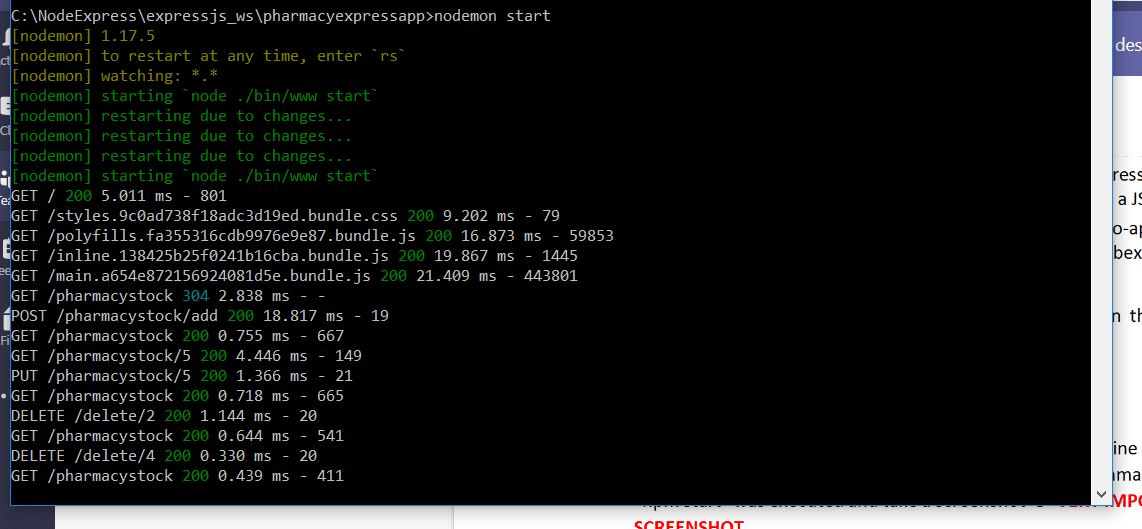 C:\NodeExpress\expressjs_ws\pharmacyexpressapp>nodemon start
[nodemon] 1.17.5
[nodemon] to restart at any time, enter `rs`
[nodemon] watching: *.*
[nodemon] starting `node ./bin/www start`
[nodemon] restarting due to changes...
[nodemon] restarting due to changes...
[nodemon] restarting due to changes...
[nodemon] starting `node ./bin/www start`
GET / 200 5.011 ms - 801
GET /styles.9c0ad738f18adc3d19ed.bundle.css 200 9.202 ms - 79
GET /polyfills.fa355316cdb9976e9e87.bundle.js 200 16.873 ms - 59853
GET /inline.138425b25f0241b16cba.bundle.js 200 19.867 ms - 1445
GET /main.a654e872156924081d5e.bundle.js 200 21.409 ms - 443801
GET /pharmacystock 304 2.838 ms - -
POST /pharmacystock/add 200 18.817 ms - 19
GET /pharmacystock 200 0.755 ms - 667
GET /pharmacystock/5 200 4.446 ms - 149
PUT /pharmacystock/5 200 1.366 ms - 21
GET /pharmacystock 200 0.718 ms - 665
DELETE /delete/2 200 1.144 ms - 20
GET /pharmacystock 200 0.644 ms - 541
DELETE /delete/4 200 0.330 ms - 20
GET /pharmacystock 200 0.439 ms - 411
des
ress
a JS
o-ap
bex
n th
ine
ma
SCREENSHOT